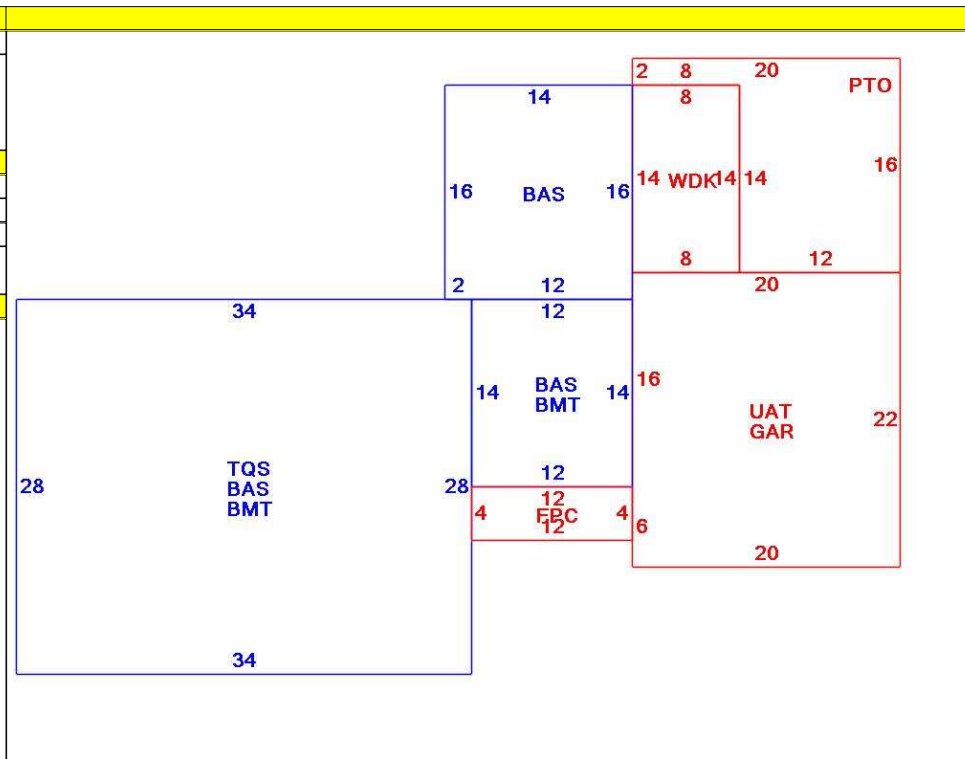 2 8 20
PTO
14 8
16
16 BAS 16 14 WDK 14 14
8 12
2 12 20
34 12
16
14 BAS 14
BMT
UAT 22
GAR
TQS
BAS
BMT
28 28
12
12
4 FPC 4 6
12
20
34